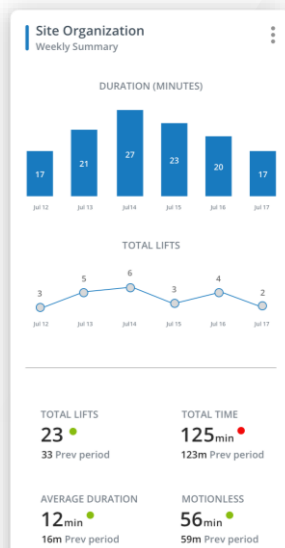 Site Organization
Weekly Summary
DURATION (MINUTES)
17 21 27 23 20 17
Jul 12 Jul 13 Jul14 Jul 15 Jul 16 Jul 17
TOTAL LIFTS
3 5 6 3 4 2
Jul 12 Jul 13 Jul14 Jul 15 Jul 16 Jul 17
TOTAL LIFTS TOTAL TIME
23 125min
33 Prev period 123m Prev period
AVERAGE DURATION MOTIONLESS
12min 56min
16m Prev period 59m Prev period